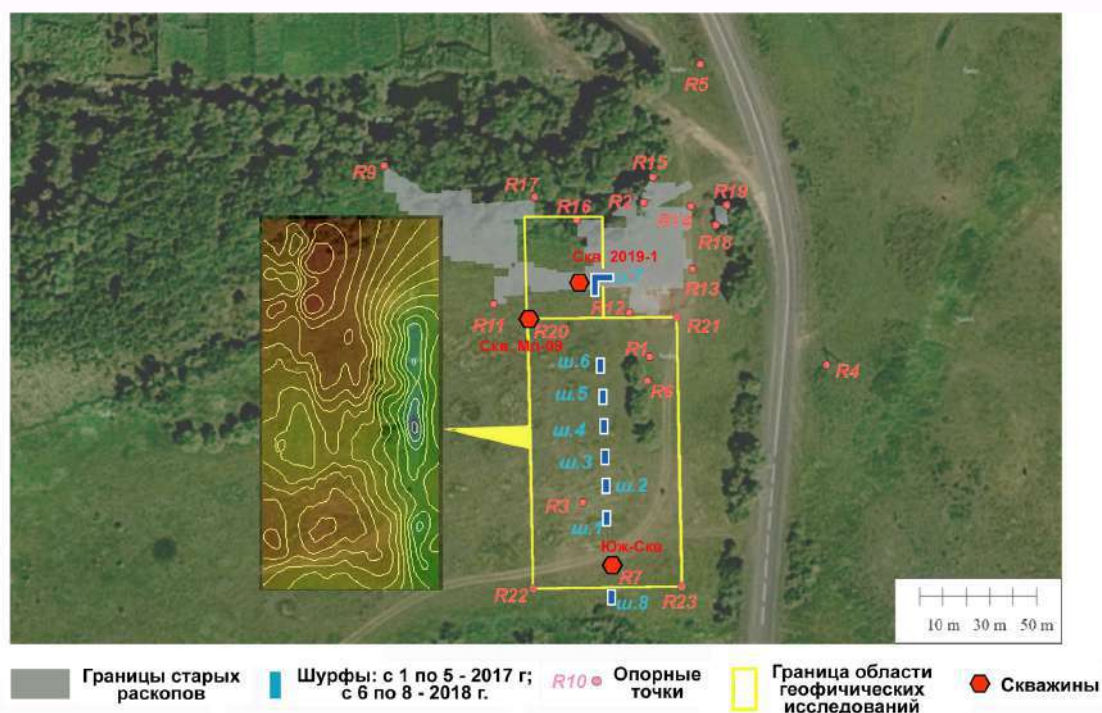 R5
R9
R15
R17
R2
R19
R16
R14
R18
Скв. 2019-1
ш.7
R13
R11
R12
R20
R21
Скв. Мл-09
ш.6
R1
R4
R6
ш.5
ш.4
ш.3
ш.2
R3
ш.1
Юж-Скв.
R7
R22
ш.8
R23
10 m 30 m 50 m
Границы старых
раскопов
Шурфы: с 1 по 5 - 2017 г;
с 6 по 8 - 2018 г.
R10
Опорные
точки
Граница области
геофичических
исследований
Скважины